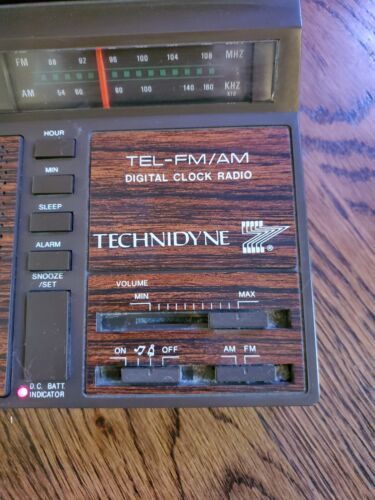 FM 88 92 96 100 104 108 MHZ
AM 54 60 80 140 160 KHZ
X10
HOUR
MIN
SLEEP
ALARM
SNOOZE
/SET
D.C. BATT.
INDICATOR
TEL-FM/AM
DIGITAL CLOCK RADIO
TECHNIDYNE ®
VOLUME
MIN MAX
ON OFF
AM FM